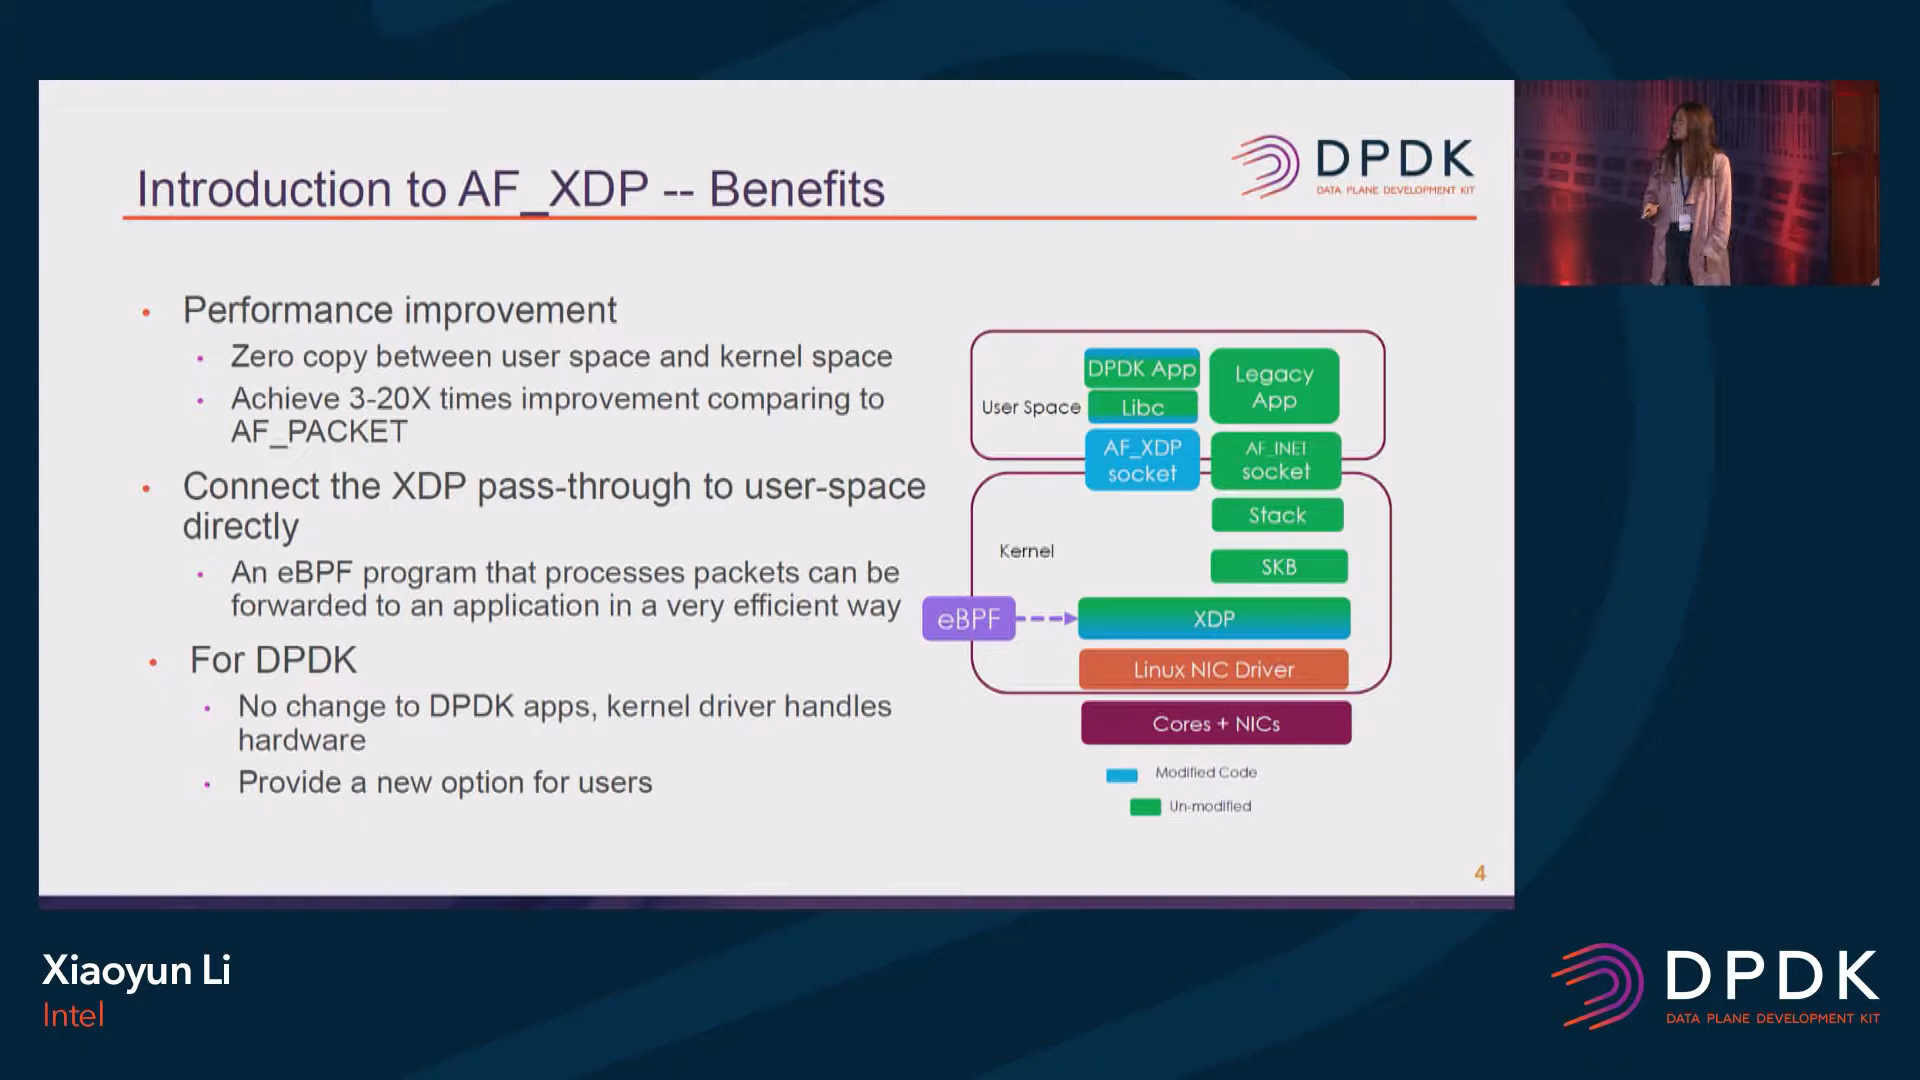 Introduction to AF_XDP -- Benefits
DPDK
DATA PLANE DEVELOPMENT KIT
• Performance improvement
• Zero copy between user space and kernel space
• Achieve 3-20X times improvement comparing to
AF_PACKET
• Connect the XDP pass-through to user-space
directly
• An eBPF program that processes packets can be
forwarded to an application in a very efficient way
• For DPDK
• No change to DPDK apps, kernel driver handles
hardware
• Provide a new option for users
User Space
DPDK App
Libc
AF_XDP
socket
Legacy
App
AF_INET
socket
Kernel
Stack
SKB
eBPF
XDP
Linux NIC Driver
Cores + NICs
Modified Code
Un-modified
4
Xiaoyun Li
Intel
DPDK
DATA PLANE DEVELOPMENT KIT